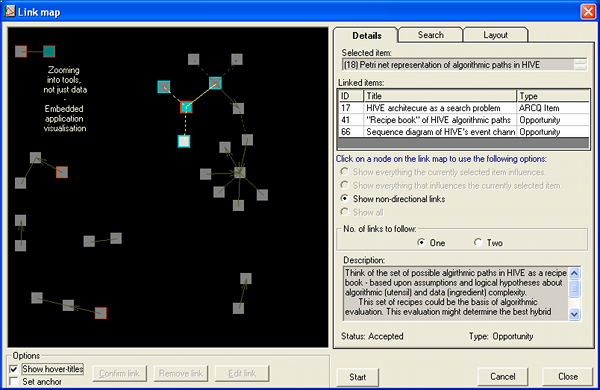 Link map
Zooming
into tools,
not just data
-
Embedded
application
visualisation
Options
Show hover-titles
Set anchor
Confirm link
Remove link
Edit link
Details
Search
Layout
Selected item:
(18) Petri net representation of algorithmic paths in HIVE
Linked items:
ID Title Type
17 HIVE architecure as a search problem ARCQ Item
41 "Recipe book" of HIVE algorithmic paths Opportunity
66 Sequence diagram of HIVE's event chann Opportunity
Click on a node on the link map to use the following options:
Show everything the currently selected item influences.
Show everything that influences the currently selected item.
Show non-directional links
Show all
No. of links to follow:
One
Two
Description:
Think of the set of possible algirthmic paths in HIVE as a recipe
book - based upon assumptions and logical hypotheses about
algorithmic (utensil) and data (ingredient) complexity.
This set of recipes could be the basis of algorithmic
evaluation. This evaluation might determine the best hybrid
Status: Accepted
Type: Opportunity
Start
Cancel
Close